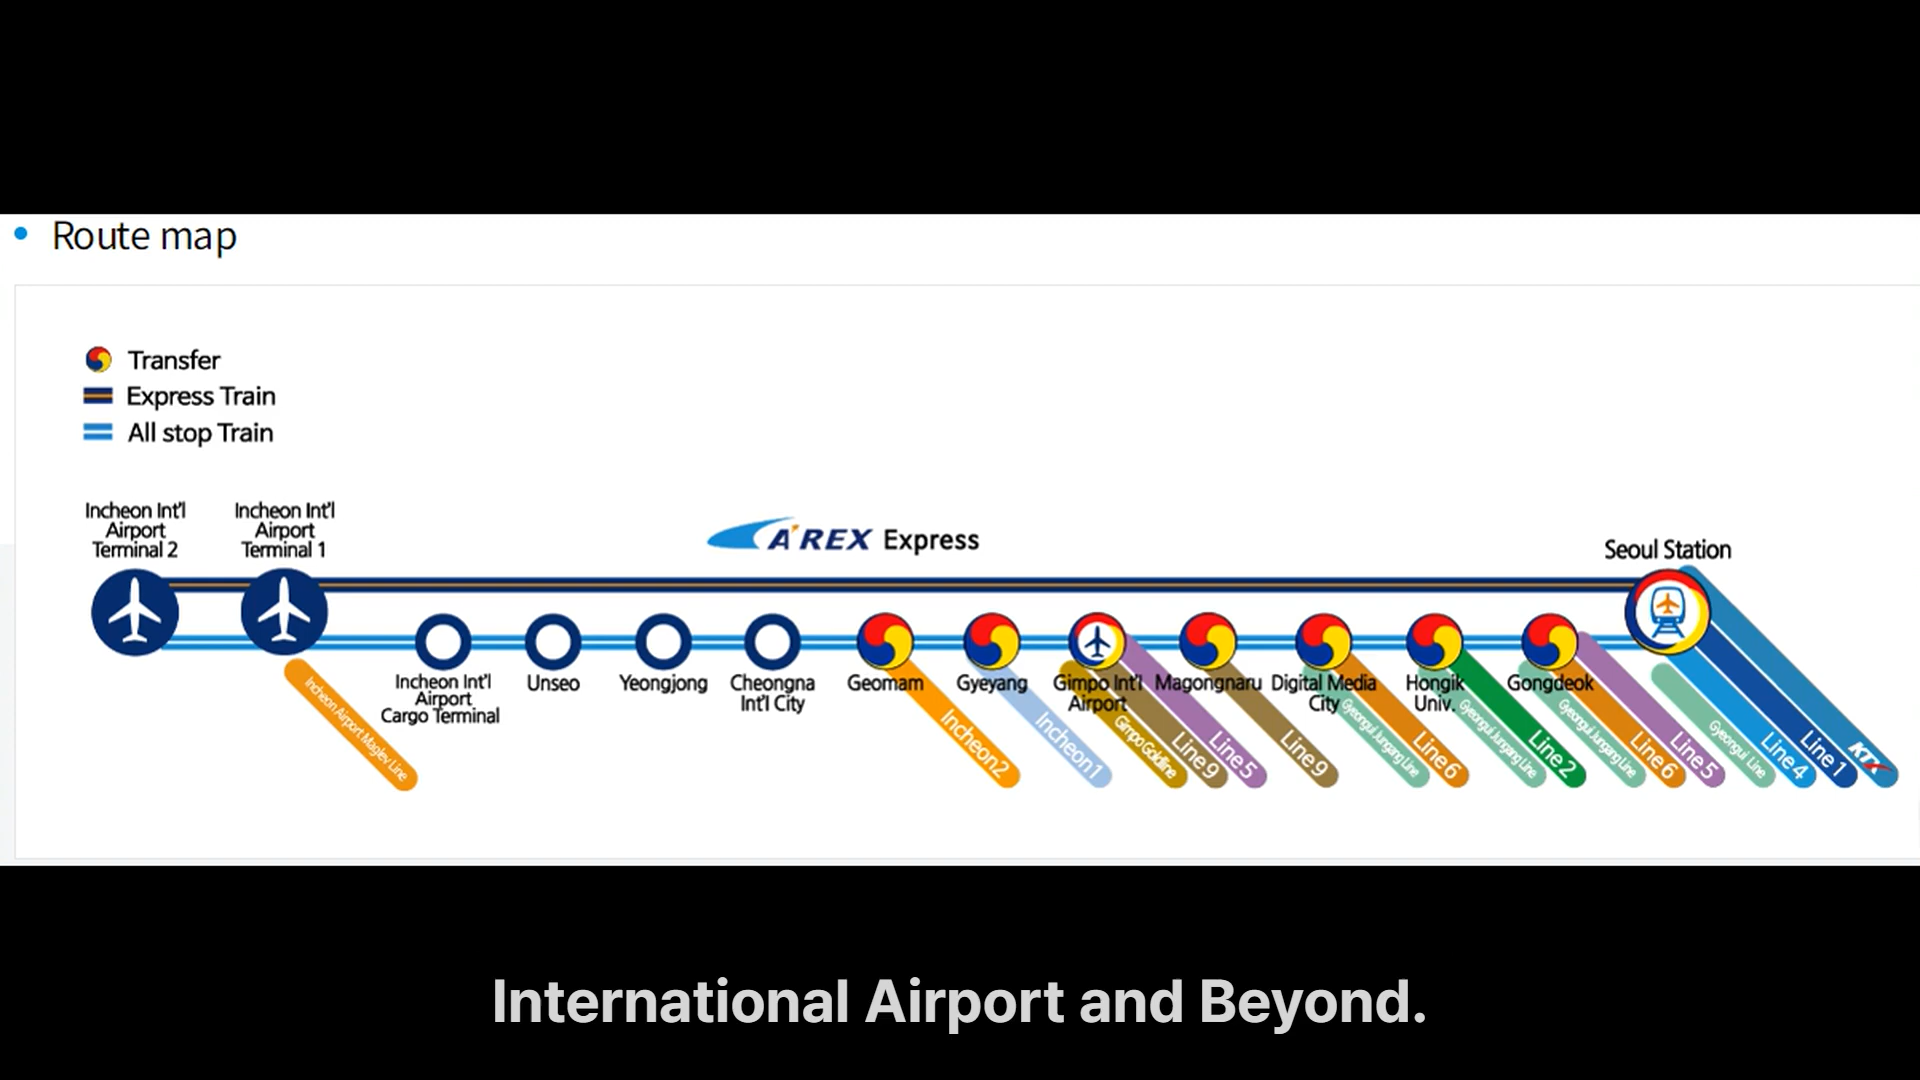 Route map
Transfer
Express Train
All stop Train
Incheon Int'l
Airport
Terminal 2
Incheon Int'l
Airport
Terminal 1
A'REX Express
Seoul Station
Incheon Int'l
Airport
Cargo Terminal
Unseo
Yeongjong
Cheongna
Int'l City
Geomam
Gyeyang
Gimpo Int'l
Airport
Magongnaru
Digital Media
City
Hongik
Univ.
Gongdeok
Incheon Airport Maglev Line
Incheon2
Incheon1
Gimpo Goldline
Line9
Line5
Line9
Gyeongui Jungang Line
Line6
Gyeongui Jungang Line
Line2
Gyeongui Jungang Line
Line6
Line5
Gyeongui Line
Line4
Line1
KTX
International Airport and Beyond.